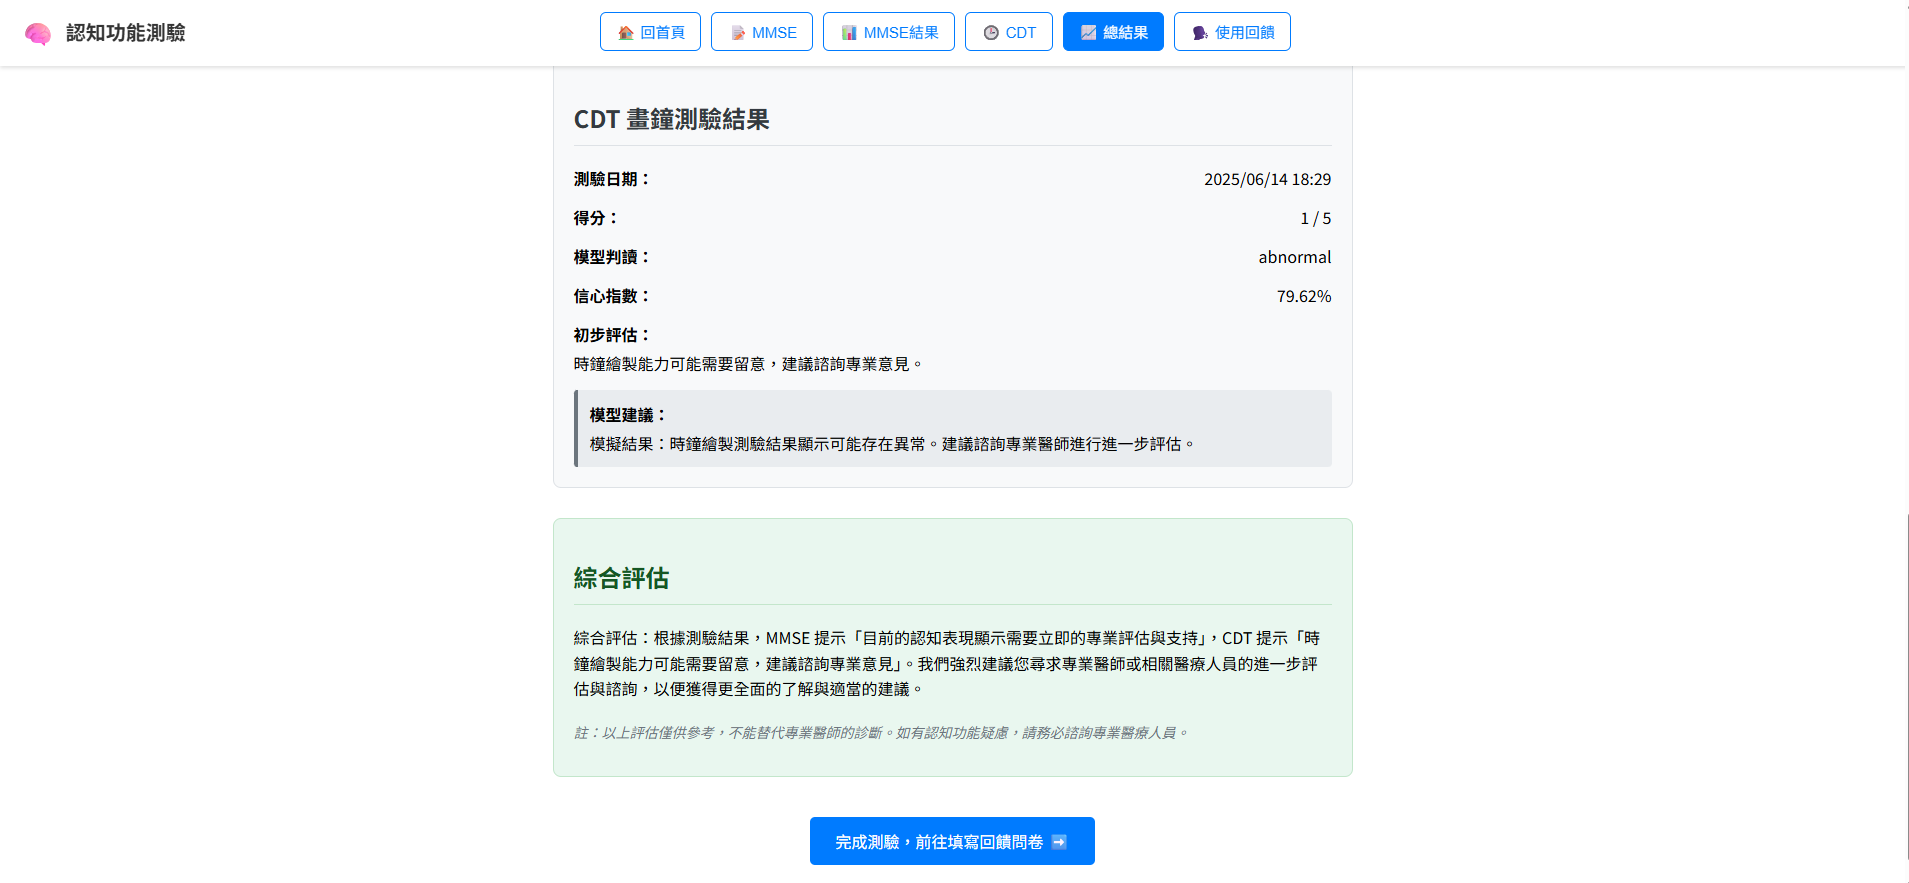 認知功能測驗
回首頁
MMSE
MMSE結果
CDT
總結果
使用回饋
CDT 畫鐘測驗結果
測驗日期：
2025/06/14 18:29
得分：
1 / 5
模型判讀：
abnormal
信心指數：
79.62%
初步評估：
時鐘繪製能力可能需要留意，建議諮詢專業意見。
模型建議：
模擬結果：時鐘繪製測驗結果顯示可能存在異常。建議諮詢專業醫師進行進一步評估。
綜合評估
綜合評估：根據測驗結果，MMSE 提示「目前的認知表現顯示需要立即的專業評估與支持」，CDT 提示「時
鐘繪製能力可能需要留意，建議諮詢專業意見」。我們強烈建議您尋求專業醫師或相關醫療人員的進一步評
估與諮詢，以便獲得更全面的了解與適當的建議。
註：以上評估僅供參考，不能替代專業醫師的診斷。如有認知功能疑慮，請務必諮詢專業醫療人員。
完成測驗，前往填寫回饋問卷 ➡️